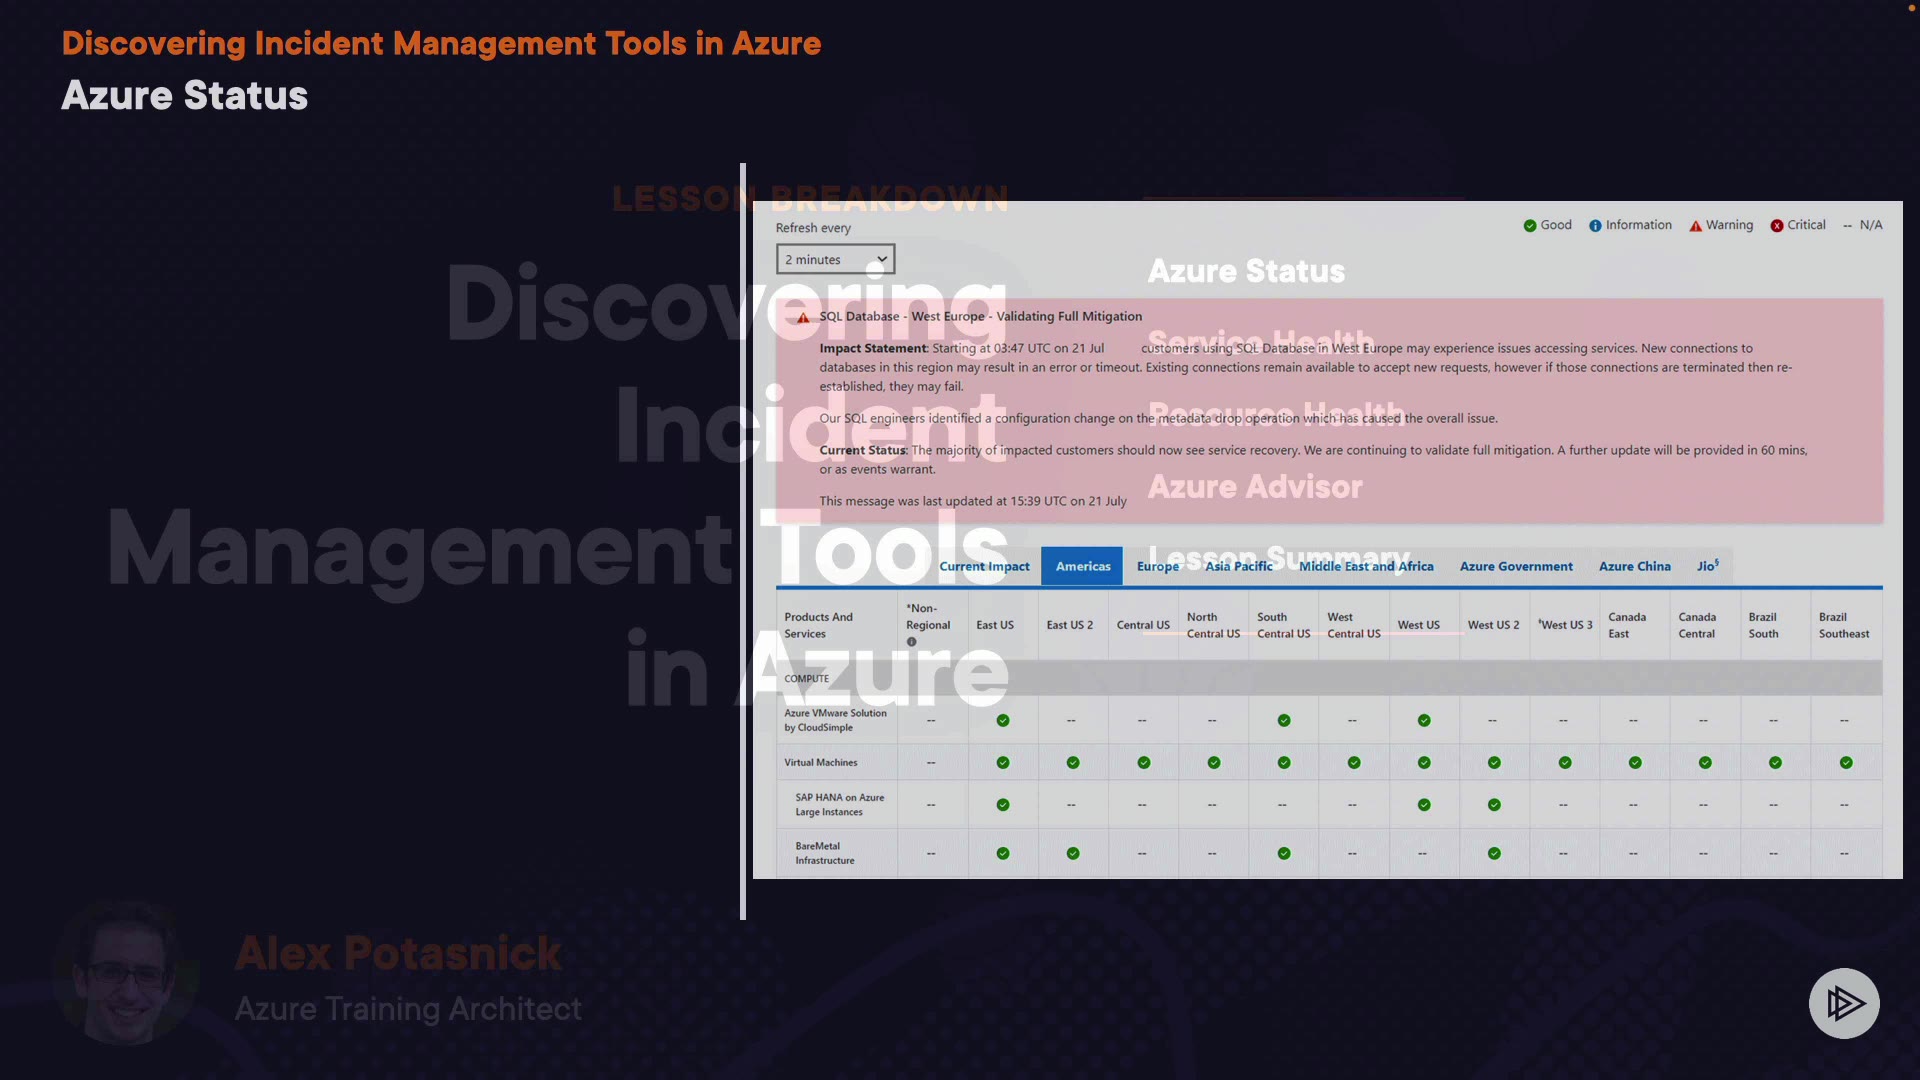 Discovering Incident Management Tools in Azure
Azure Status
LESSON BREAKDOWN
Discovering
Incident
Management Tools
in Azure
Azure Status
Service Health
Resource Health
Azure Advisor
Lesson Summary
Refresh every
2 minutes
Good Information Warning Critical -- N/A
SQL Database - West Europe - Validating Full Mitigation
Impact Statement: Starting at 03:47 UTC on 21 Jul customers using SQL Database in West Europe may experience issues accessing services. New connections to
databases in this region may result in an error or timeout. Existing connections remain available to accept new requests, however if those connections are terminated then re-
established, they may fail.
Our SQL engineers identified a configuration change on the metadata drop operation which has caused the overall issue.
Current Status: The majority of impacted customers should now see service recovery. We are continuing to validate full mitigation. A further update will be provided in 60 mins,
or as events warrant.
This message was last updated at 15:39 UTC on 21 July
Current Impact Americas Europe Asia Pacific Middle East and Africa Azure Government Azure China Jio§
Products And Services *Non-Regional East US East US 2 Central US North Central US South Central US West Central US West US West US 2 ‡West US 3 Canada East Canada Central Brazil South Brazil Southeast
COMPUTE
Azure VMware Solution
by CloudSimple -- -- -- -- -- -- -- -- -- -- --
Virtual Machines --
SAP HANA on Azure
Large Instances -- -- -- -- -- -- -- -- -- -- --
BareMetal
Infrastructure -- -- -- -- -- -- -- -- -- --
Alex Potasnick
Azure Training Architect